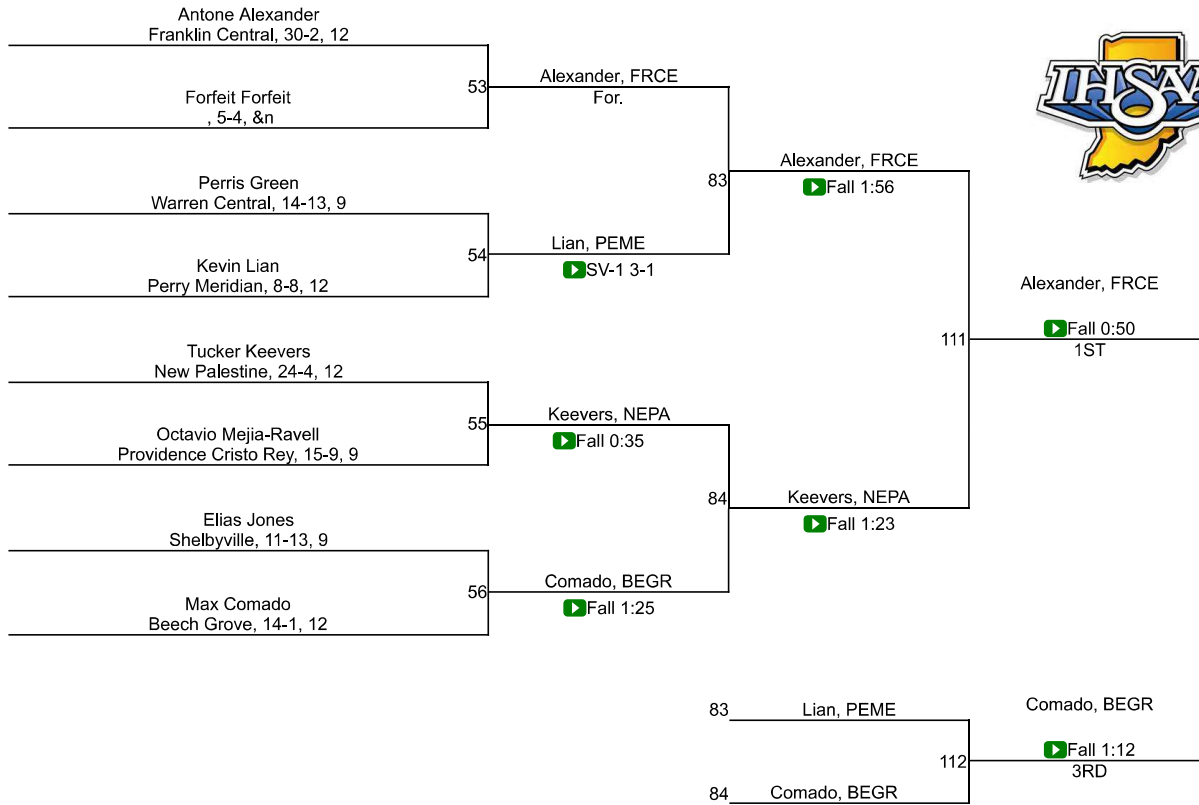 Antone Alexander
Franklin Central, 30-2, 12
Forfeit Forfeit
, 5-4, &n
53
Alexander, FRCE
For.
Perris Green
Warren Central, 14-13, 9
Kevin Lian
Perry Meridian, 8-8, 12
54
Lian, PEME
SV-1 3-1
83
Alexander, FRCE
Fall 1:56
Tucker Keevers
New Palestine, 24-4, 12
Octavio Mejia-Ravell
Providence Cristo Rey, 15-9, 9
55
Keevers, NEPA
Fall 0:35
Elias Jones
Shelbyville, 11-13, 9
Max Comado
Beech Grove, 14-1, 12
56
Comado, BEGR
Fall 1:25
84
Keevers, NEPA
Fall 1:23
111
Alexander, FRCE
Fall 0:50
1ST
IHSAA
83
Lian, PEME
84
Comado, BEGR
112
Comado, BEGR
Fall 1:12
3RD